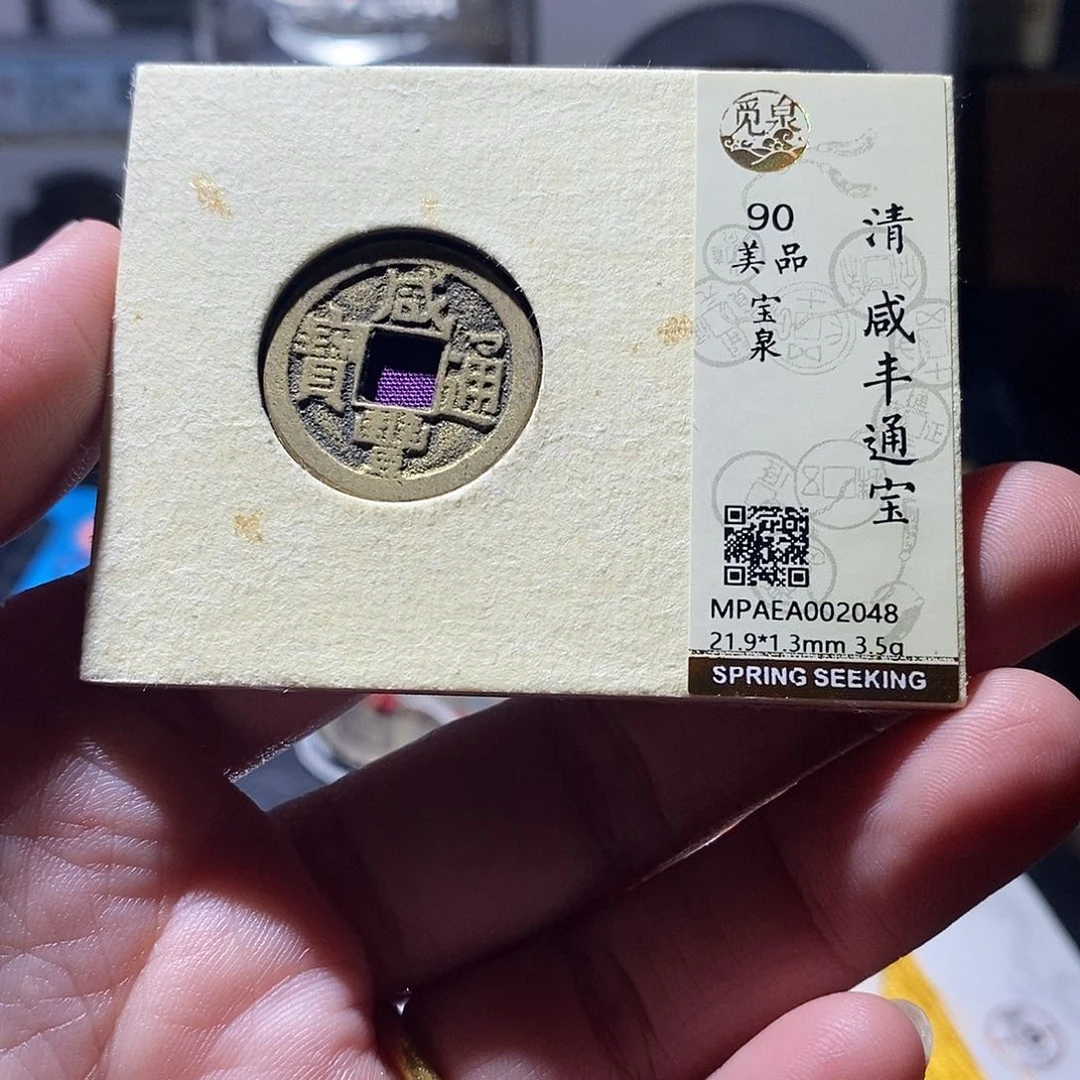 咸豐通寶
觅泉
90
美品
宝泉
清 咸丰通宝
MPAEA002048
21.9*1.3mm 3.5g
SPRING SEEKING